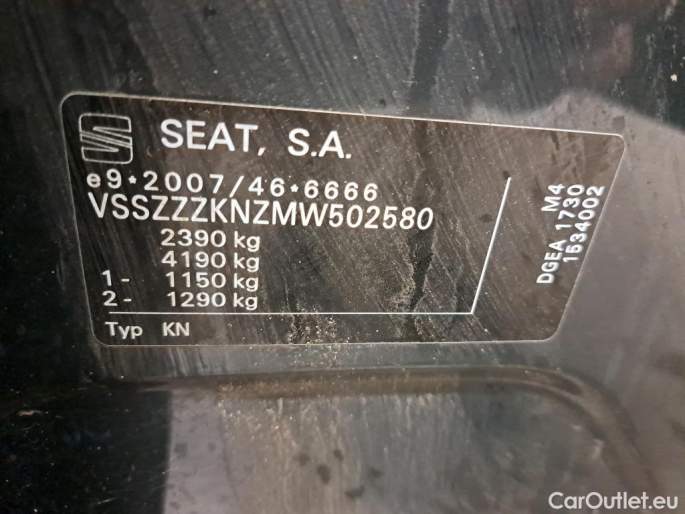 SEAT, S.A.
e9*2007/46*6666
VSSZZZKNZMW502580
2390 kg
4190 kg
1- 1150 kg
2- 1290 kg
Typ KN
M4
DGEA 1730
1534002
CarOutlet.eu